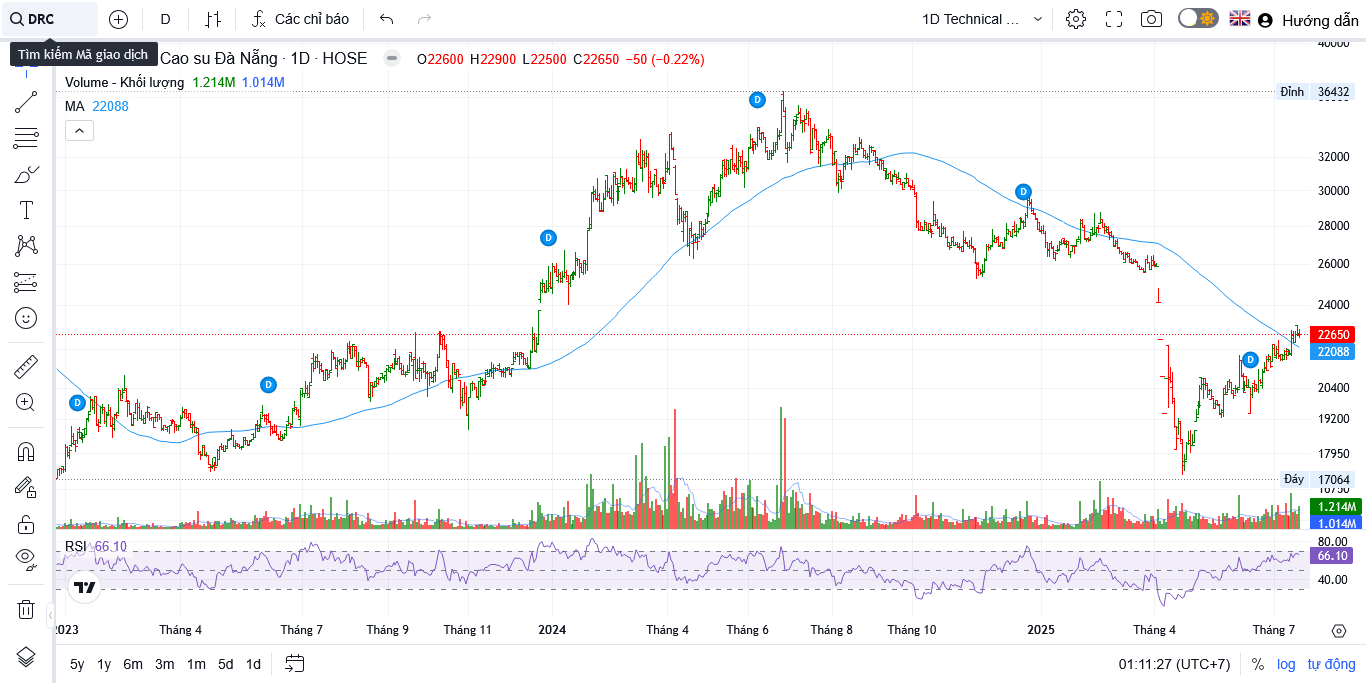 DRC
D
Các chỉ báo
1D Technical ...
Hướng dẫn
Tìm kiếm Mã giao dịch
Cao su Đà Nẵng · 1D · HOSE
O22600 H22900 L22500 C22650 −50 (−0.22%)
Volume - Khối lượng 1.214M 1.014M
MA 22088
D
D
D
D
D
D
40000
Đỉnh 36432
32000
30000
28000
26000
24000
22650
22088
20400
19200
17950
Đáy 17064
16750
1.214M
1.014M
RSI 66.10
80.00
66.10
40.00
2023
Tháng 4
Tháng 7
Tháng 9
Tháng 11
2024
Tháng 4
Tháng 6
Tháng 8
Tháng 10
2025
Tháng 4
Tháng 7
5y 1y 6m 3m 1m 5d 1d
01:11:27 (UTC+7)
% log tự động